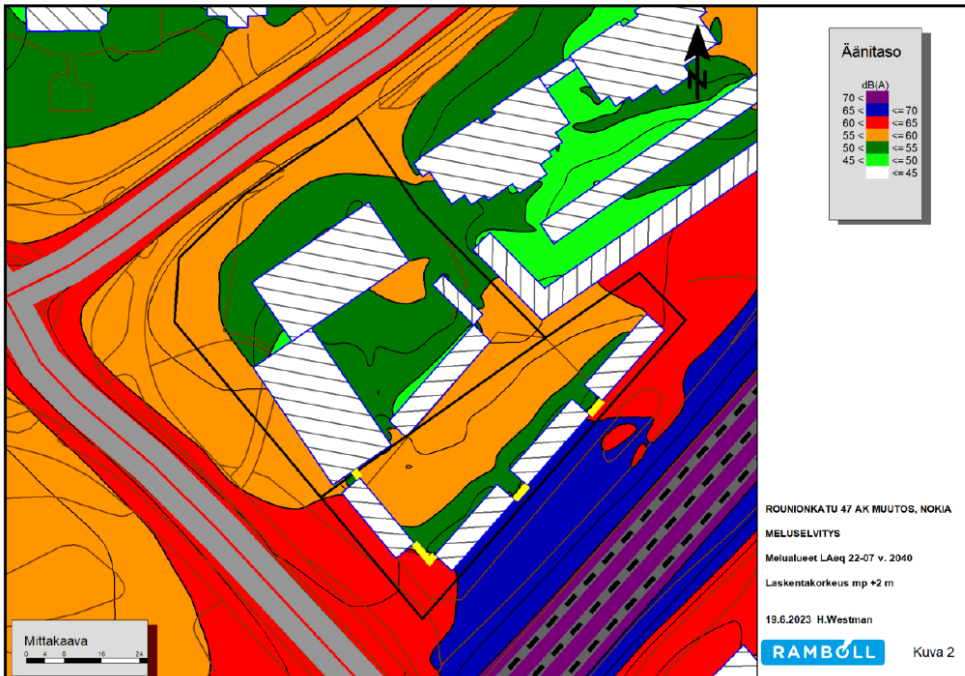 N
Äänitaso
dB(A)
70 <
65 < <= 70
60 < <= 65
55 < <= 60
50 < <= 55
45 < <= 50
<= 45
ROUNIONKATU 47 AK MUUTOS, NOKIA
MELUSELVITYS
Melualueet LAeq 22-07 v. 2040
Laskentakorkeus mp +2 m
19.6.2023 H.Westman
RAMBOLL Kuva 2
Mittakaava
0 4 8 16 24